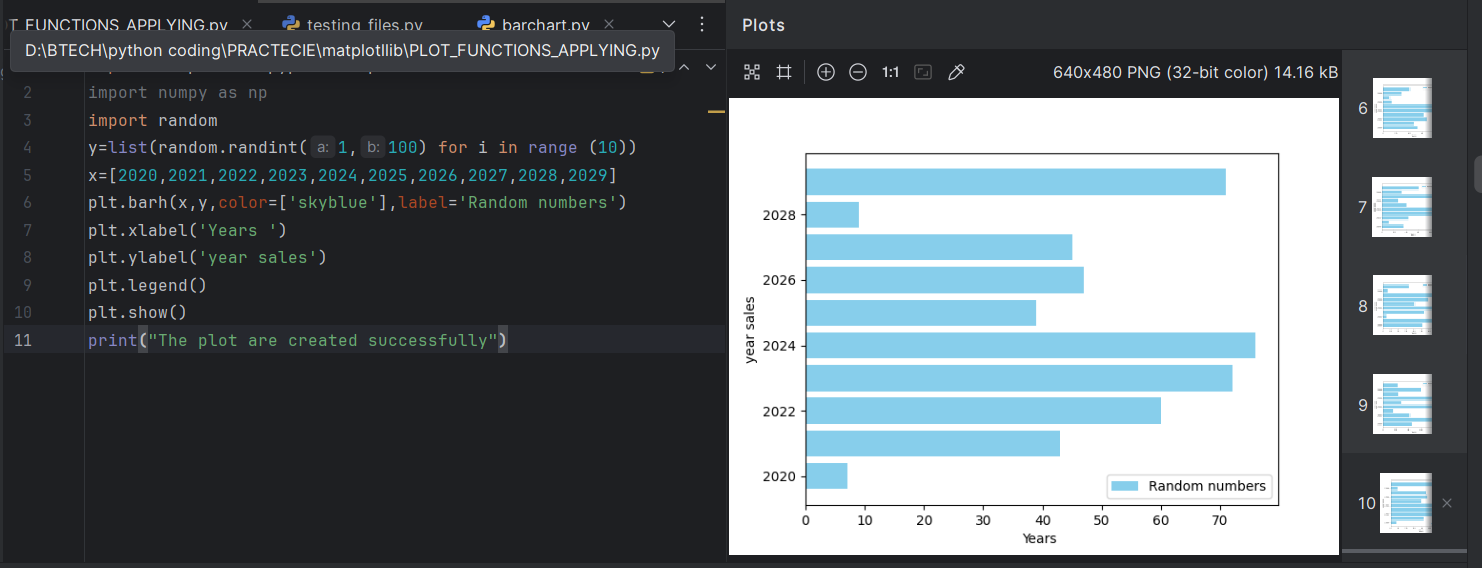 OT_FUNCTIONS_APPLYING.py
testing_files.py
barchart.py
Plots
D:\BTECH\python coding\PRACTECIE\matplotllib\PLOT_FUNCTIONS_APPLYING.py
1:1
640x480 PNG (32-bit color) 14.16 kB
2 import numpy as np
3 import random
4 y=list(random.randint( a: 1, b: 100) for i in range (10))
5 x=[2020,2021,2022,2023,2024,2025,2026,2027,2028,2029]
6 plt.barh(x,y,color=['skyblue'],label='Random numbers')
7 plt.xlabel('Years ')
8 plt.ylabel('year sales')
9 plt.legend()
10 plt.show()
11 print("The plot are created successfully")
year sales
2028
2026
2024
2022
2020
Random numbers
0 10 20 30 40 50 60 70
Years
6
7
8
9
10